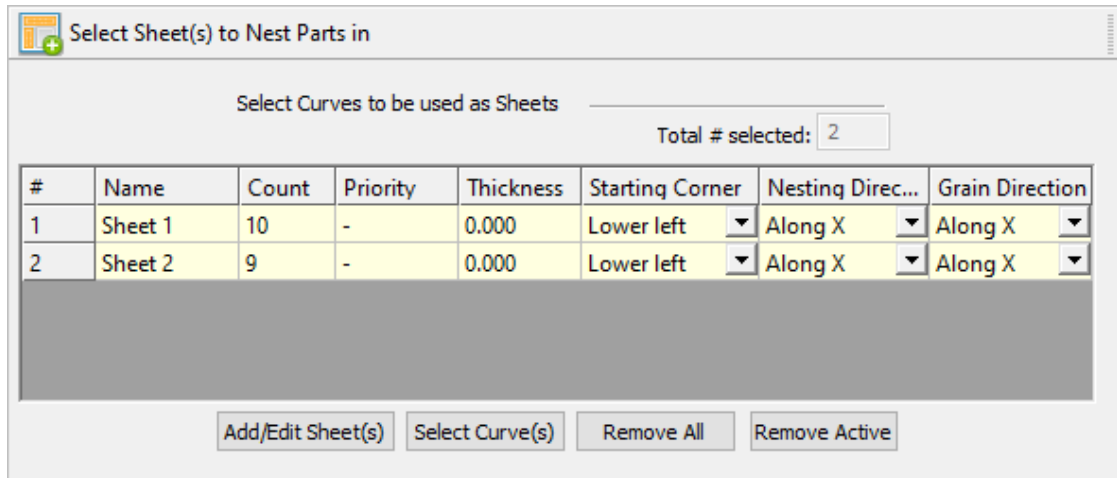 Select Sheet(s) to Nest Parts in
Select Curves to be used as Sheets
Total # selected: 2
# Name Count Priority Thickness Starting Corner Nesting Direc... Grain Direction
1 Sheet 1 10 - 0.000 Lower left Along X Along X
2 Sheet 2 9 - 0.000 Lower left Along X Along X
Add/Edit Sheet(s) Select Curve(s) Remove All Remove Active